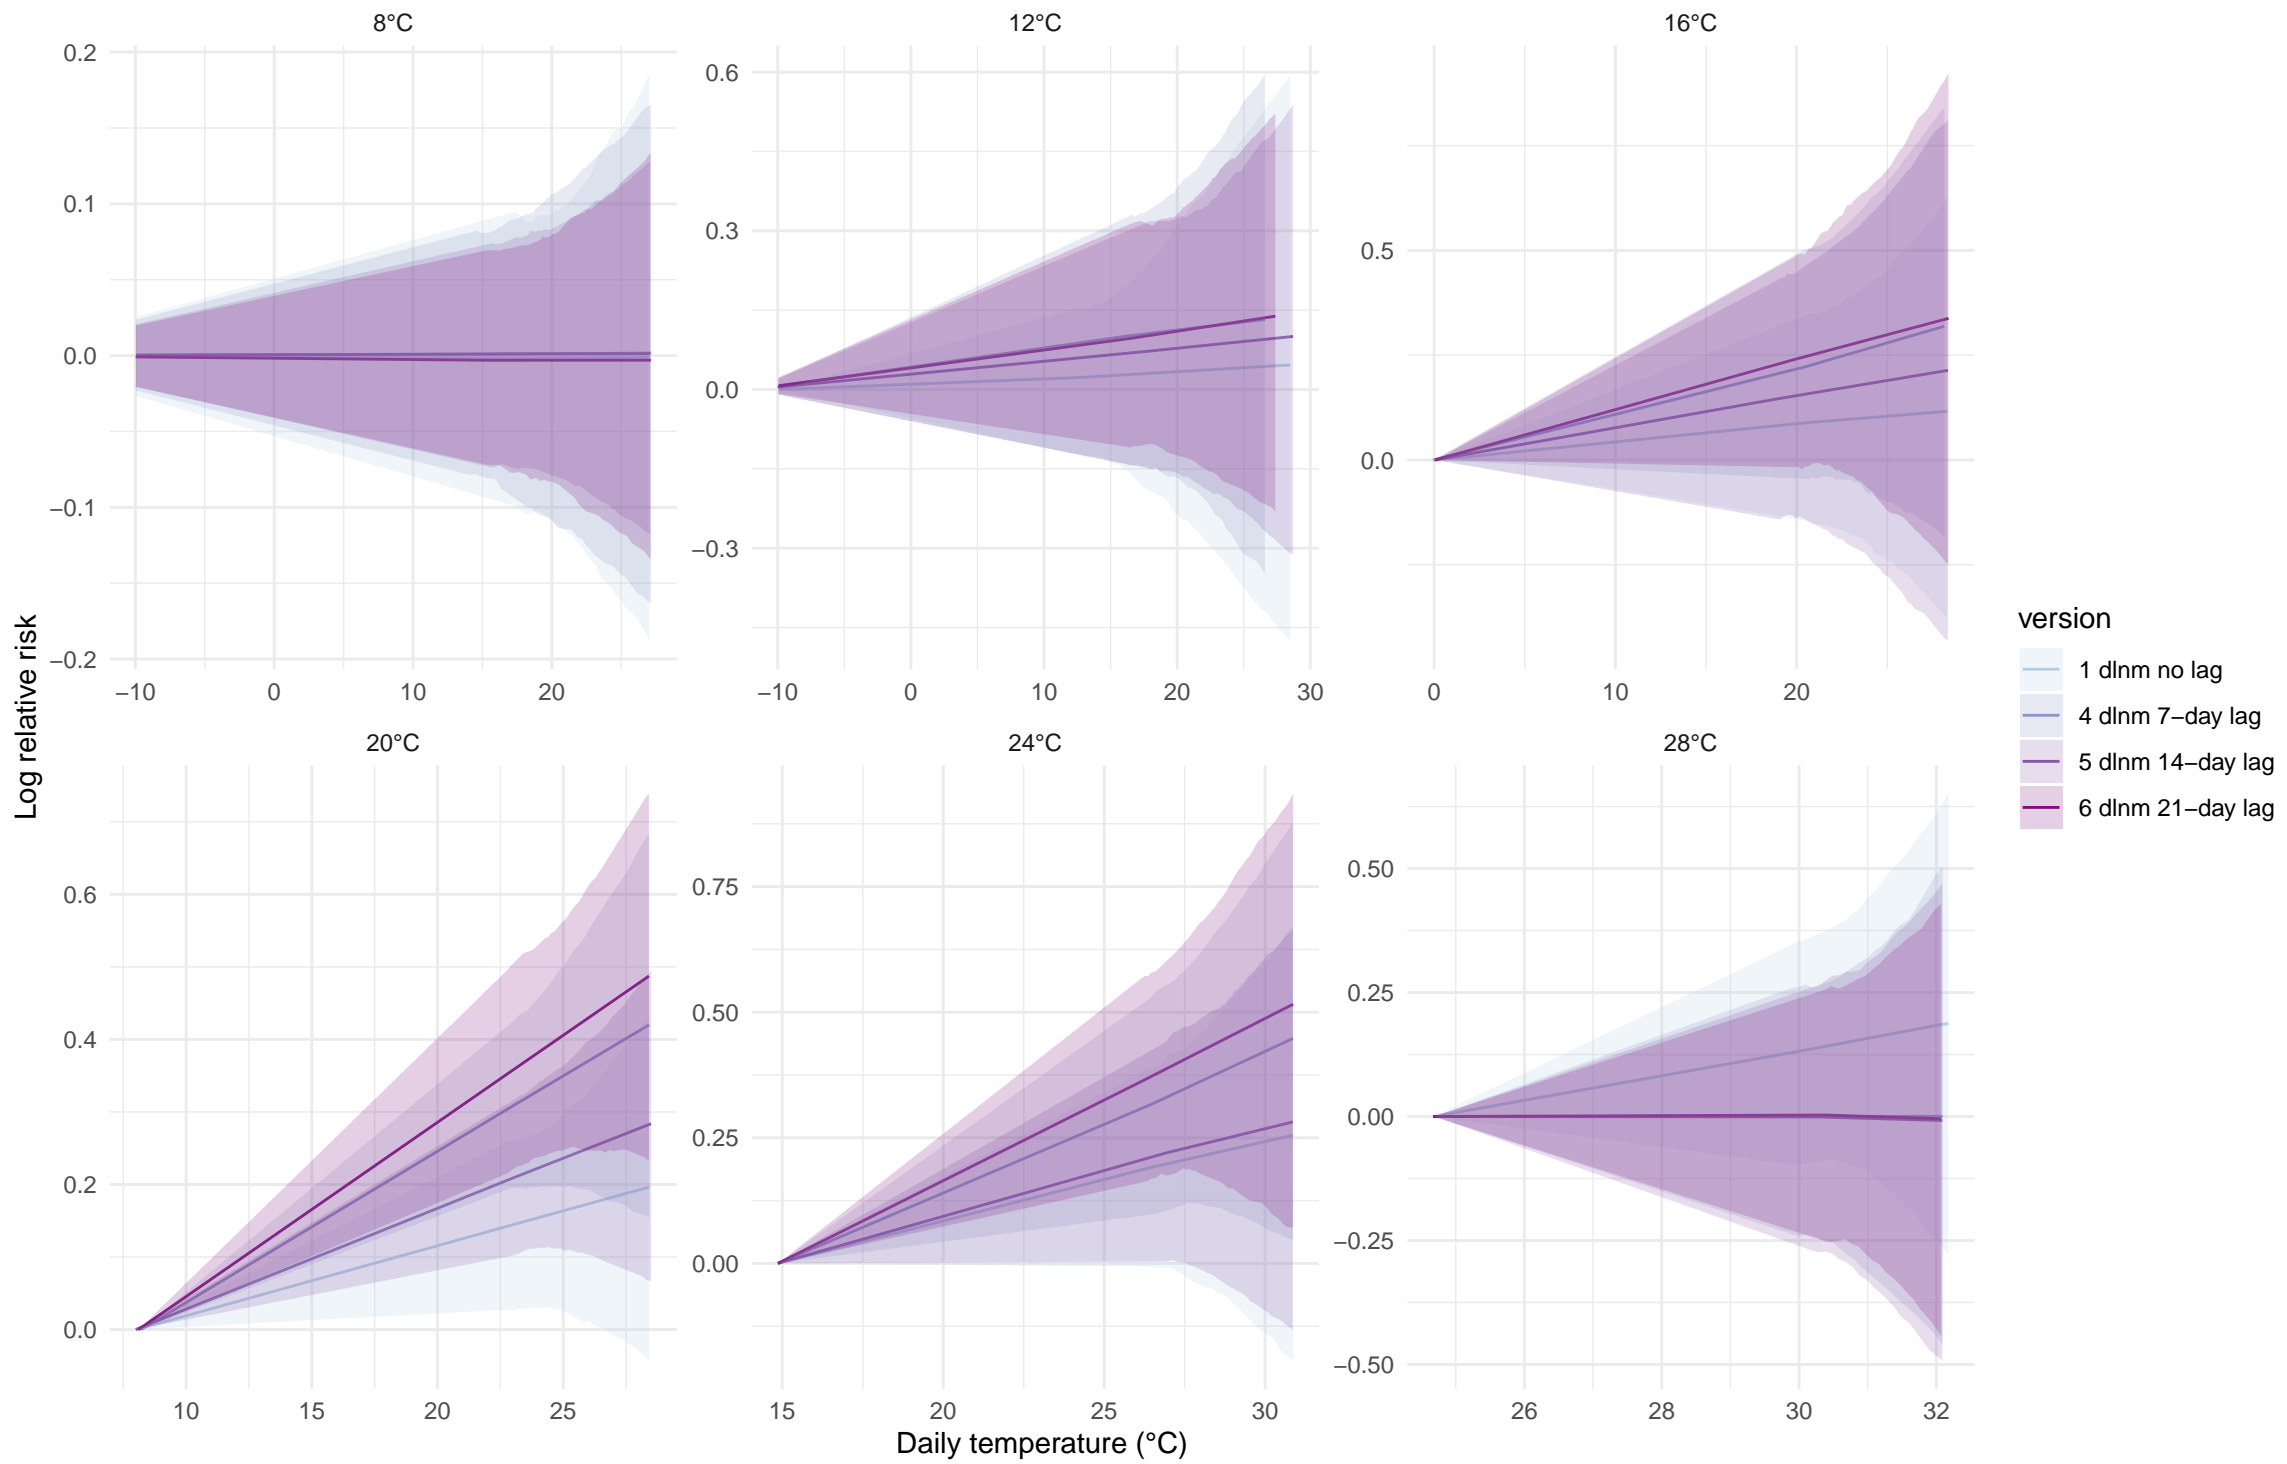 8°C
12°C
16°C
0.2
0.1
0.0
−0.1
−0.2
0.6
0.3
0.0
−0.3
0.5
0.0
−10 0 10 20
−10 0 10 20 30
0 10 20
20°C
24°C
28°C
0.6
0.4
0.2
0.0
0.75
0.50
0.25
0.00
0.50
0.25
0.00
−0.25
−0.50
10 15 20 25
15 20 25 30
26 28 30 32
Log relative risk
Daily temperature (°C)
version
1 dlnm no lag
4 dlnm 7−day lag
5 dlnm 14−day lag
6 dlnm 21−day lag